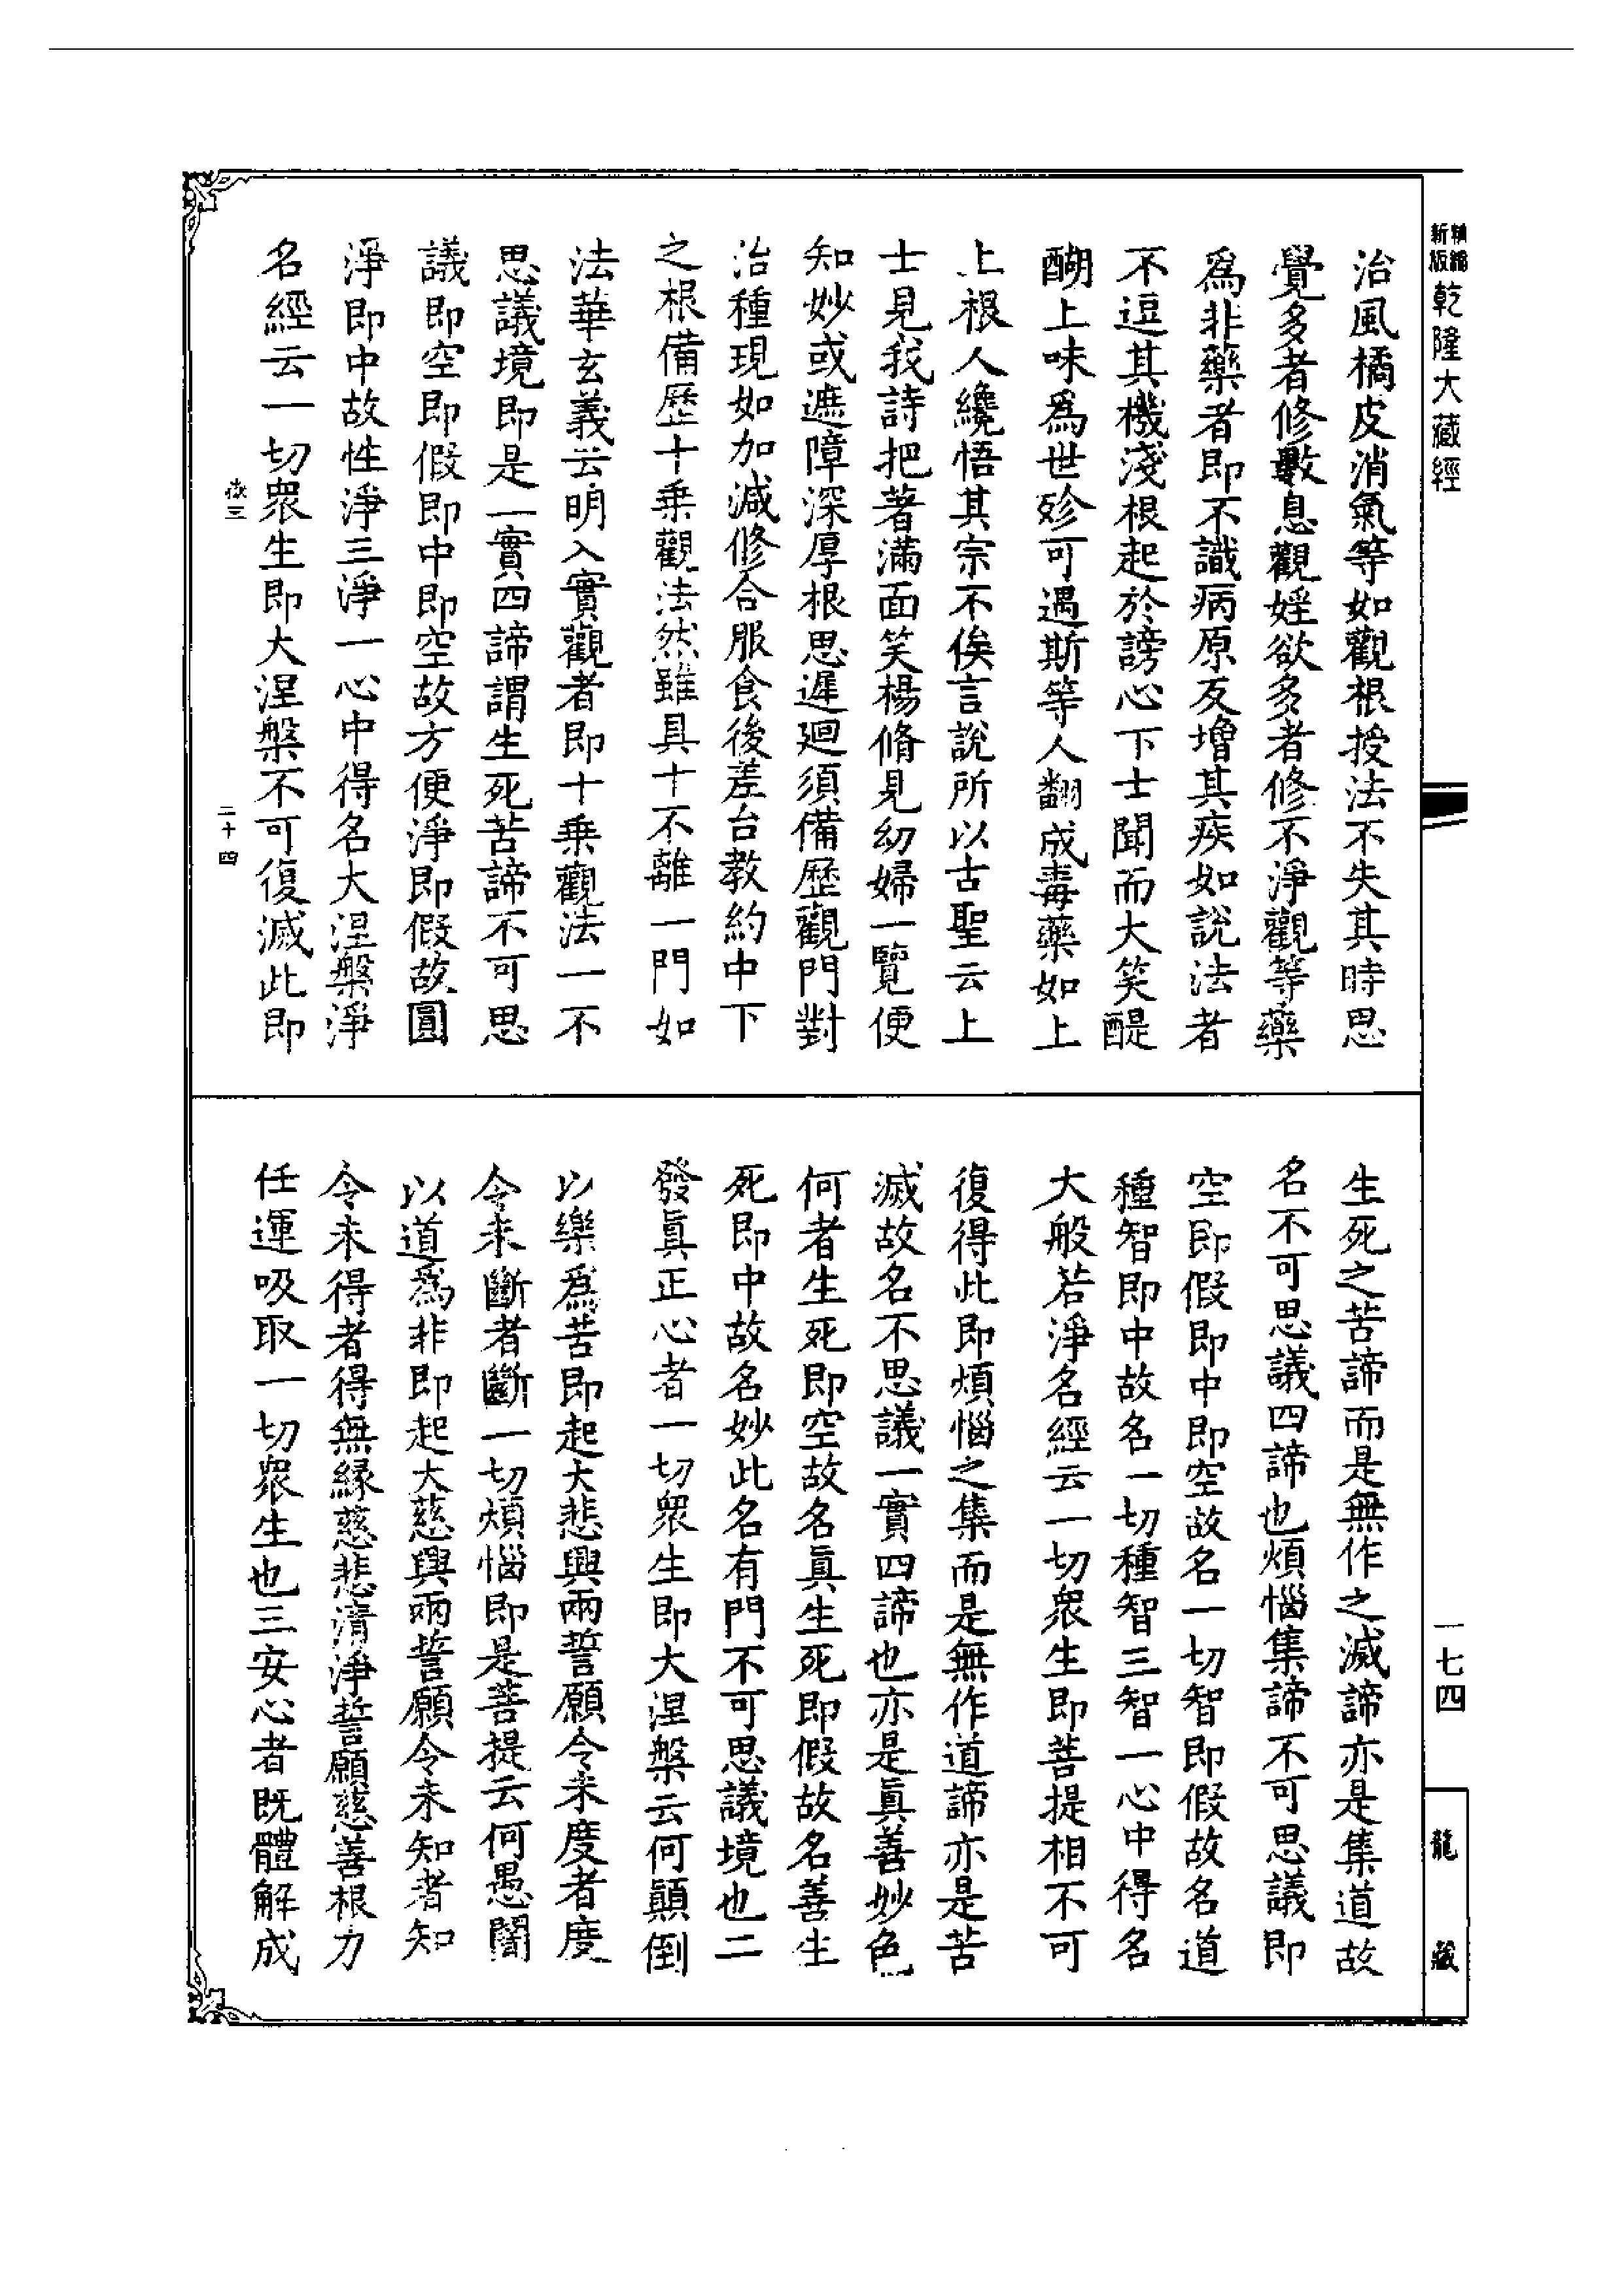 新版精縮乾隆大藏經
治風橘皮消氣等如觀根授法不失其時思
覺多者修數息觀婬欲多者修不淨觀等藥
爲非藥者即不識病原反增其疾如說法者
不逗其機淺根起於謗心下士聞而大笑醍
醐上味爲世殄可遇斯等人翻成毒藥如上
上根人纔悟其宗不俟言說所以古聖云上
士見我詩把著滿面笑楊脩見幼婦一覽便
知妙或遮障深厚根思遲迴須備歷觀門對
治種現如加減修合服食後差台教約中下
之根備歷十乘觀法然雖具十不離一門如
法華玄義云明入實觀者即十乘觀法一不
思議境即是一實四諦謂生死苦諦不可思
議即空即假即中即空故方便淨即假故圓
淨即中故性淨三淨一心中得名大涅槃淨
名經云一切衆生即大涅槃不可復滅此即
三
二十四
生死之苦諦而是無作之滅諦亦是集道故
名不可思議四諦也煩惱集諦不可思議即
空即假即中即空故名一切智即假故名道
種智即中故名一切種智三智一心中得名
大般若淨名經云一切衆生即菩提相不可
復得此即煩惱之集而是無作道諦亦是苦
滅故名不思議一實四諦也亦是眞善妙色
何者生死即空故名眞生死即假故名善生
死即中故名妙此名有門不可思議境也二
發眞正心者一切衆生即大涅槃云何顚倒
以樂爲苦即起大悲興兩誓願令未度者度
令未斷者斷一切煩惱即是菩提云何愚闇
以道爲非即起大慈興兩誓願令未知者知
令未得者得無緣慈悲清淨誓願慈善根力
任運吸取一切衆生也三安心者既體解成
一七四
龍藏